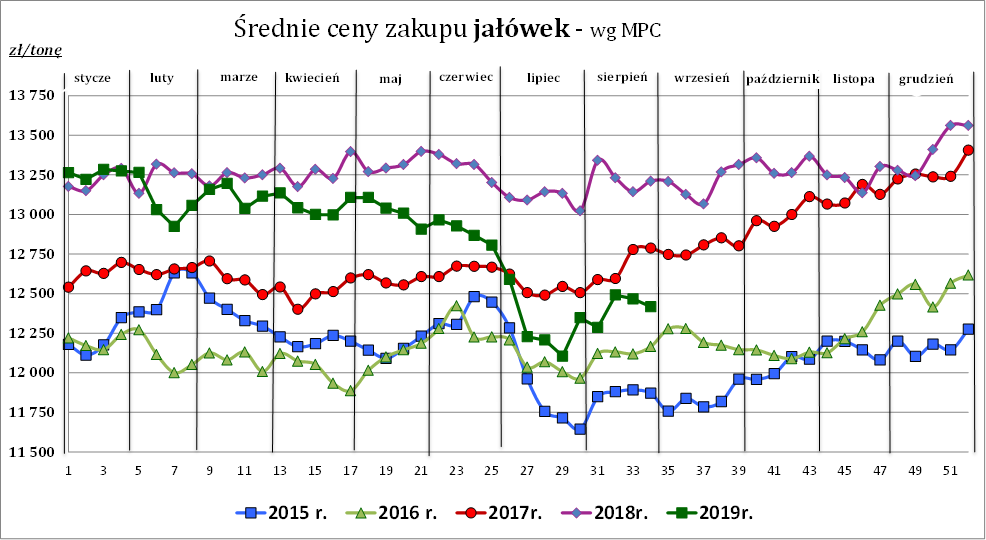 Średnie ceny zakupu jałówek - wg MPC
zł/tonę
stycze luty marze kwiecień maj czerwiec lipiec sierpień wrzesień październik listopa grudzień
13 750
13 500
13 250
13 000
12 750
12 500
12 250
12 000
11 750
11 500
1 3 5 7 9 11 13 15 17 19 21 23 25 27 29 31 33 35 37 39 41 43 45 47 49 51
2015 r. 2016 r. 2017r. 2018r. 2019r.